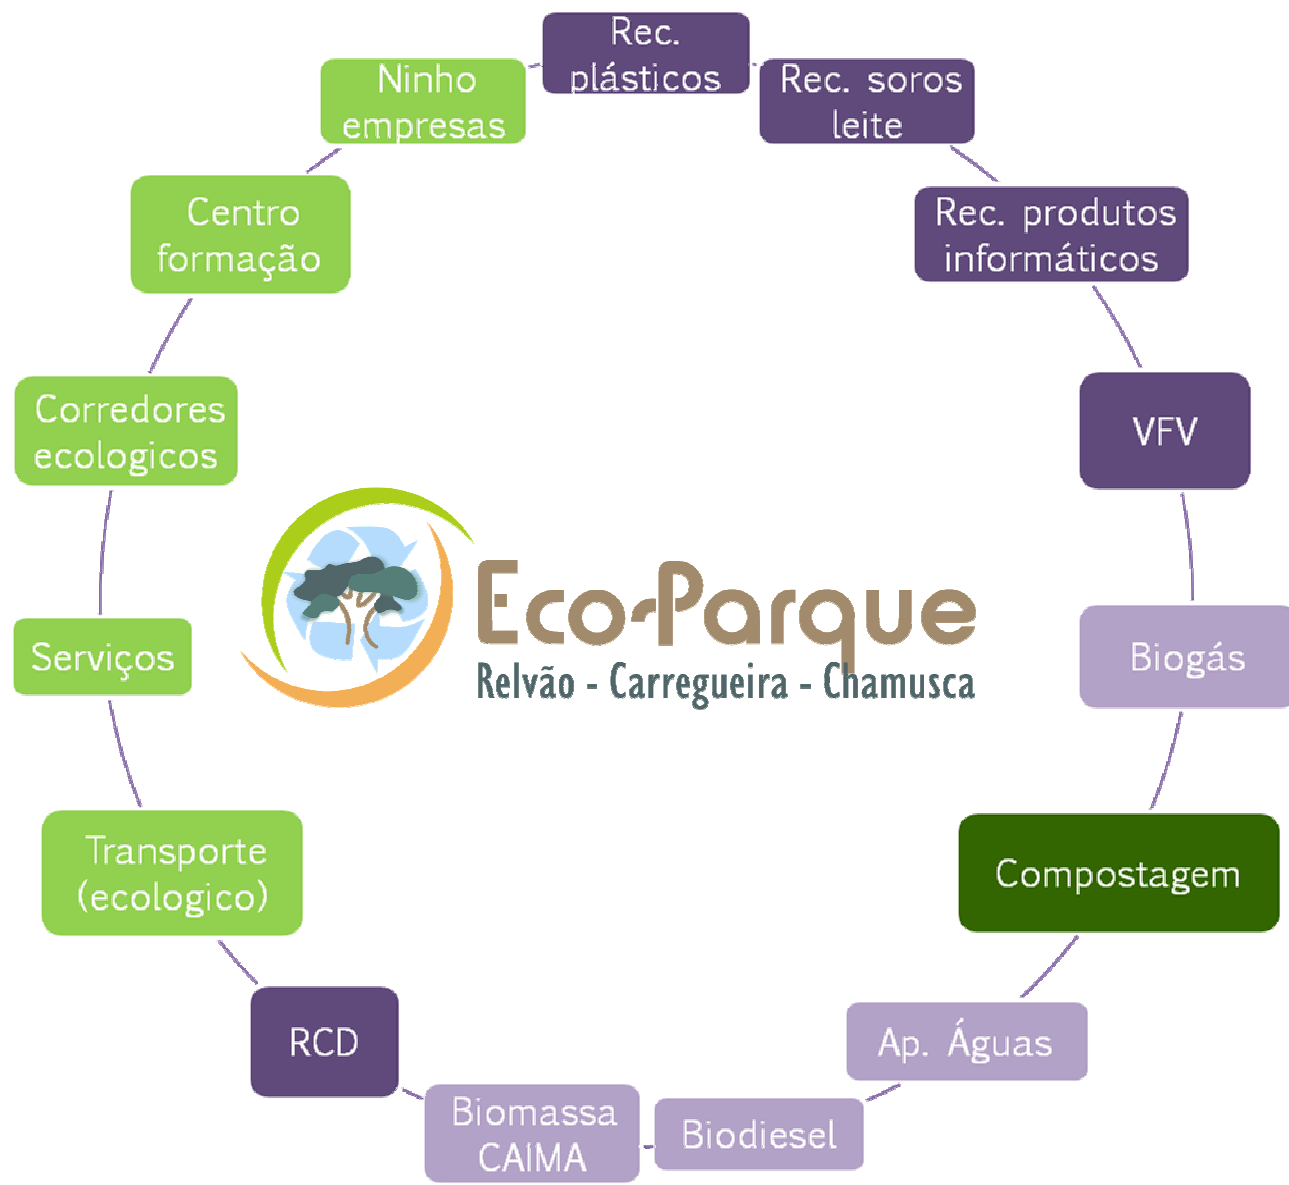 Rec.
plásticos
Rec. soros
leite
Rec. produtos
informáticos
VFV
Biogás
Compostagem
Ap. Águas
Biodiesel
Biomassa
CAIMA
RCD
Transporte
(ecologico)
Serviços
Corredores
ecologicos
Centro
formação
Ninho
empresas
Eco-Parque
Relvão - Carregueira - Chamusca